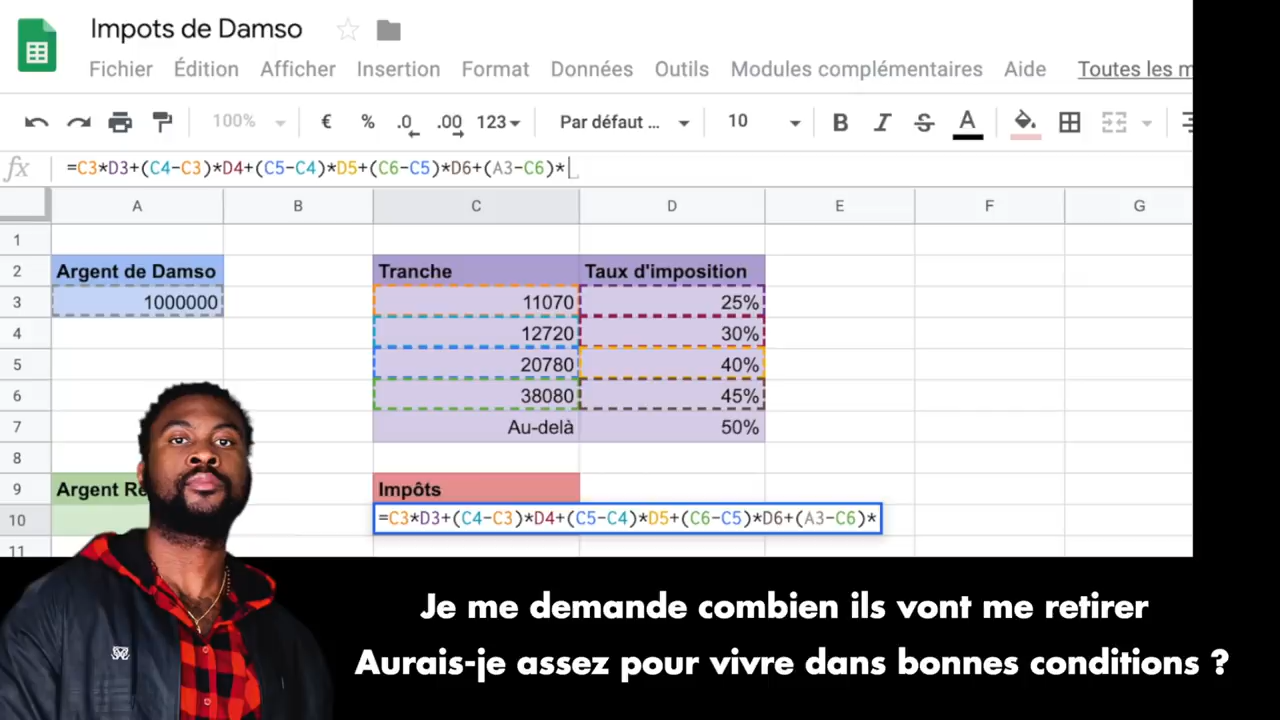 Impots de Damso
Fichier Édition Afficher Insertion Format Données Outils Modules complémentaires Aide Toutes les m
100% € % .0 .00 123 Par défaut ... 10 B I S A
fx =C3*D3+(C4-C3)*D4+(C5-C4)*D5+(C6-C5)*D6+(A3-C6)*
A B C D E F G
1
2 Argent de Damso Tranche Taux d'imposition
3 1000000 11070 25%
4 12720 30%
5 20780 40%
6 38080 45%
7 Au-delà 50%
8
9 Argent Re Impôts
10 =C3*D3+(C4-C3)*D4+(C5-C4)*D5+(C6-C5)*D6+(A3-C6)*
11
Je me demande combien ils vont me retirer
Aurais-je assez pour vivre dans bonnes conditions ?